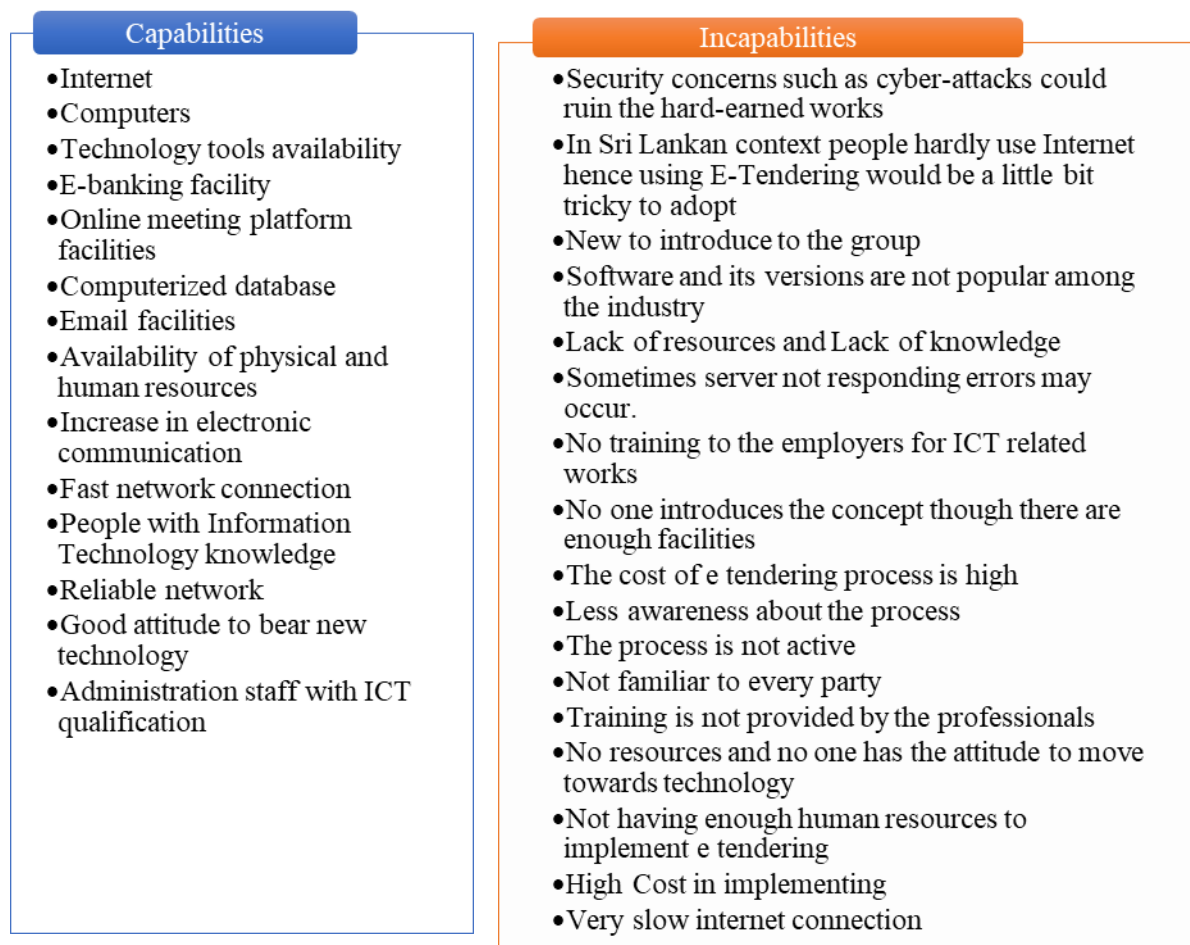 Capabilities
•Internet
•Computers
•Technology tools availability
•E-banking facility
•Online meeting platform
facilities
•Computerized database
•Email facilities
•Availability of physical and
human resources
•Increase in electronic
communication
•Fast network connection
•People with Information
Technology knowledge
•Reliable network
•Good attitude to bear new
technology
•Administration staff with ICT
qualification
Incapabilities
•Security concerns such as cyber-attacks could
ruin the hard-earned works
•In Sri Lankan context people hardly use Internet
hence using E-Tendering would be a little bit
tricky to adopt
•New to introduce to the group
•Software and its versions are not popular among
the industry
•Lack of resources and Lack of knowledge
•Sometimes server not responding errors may
occur.
•No training to the employers for ICT related
works
•No one introduces the concept though there are
enough facilities
•The cost of e tendering process is high
•Less awareness about the process
•The process is not active
•Not familiar to every party
•Training is not provided by the professionals
•No resources and no one has the attitude to move
towards technology
•Not having enough human resources to
implement e tendering
•High Cost in implementing
•Very slow internet connection